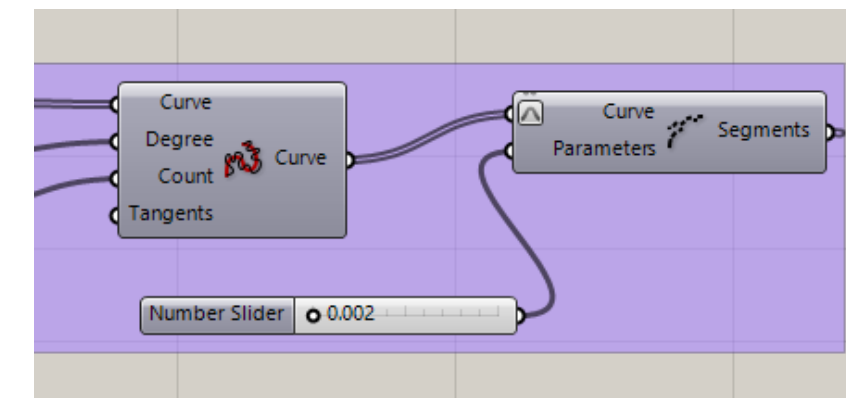 Curve
Degree
Count
Tangents
Curve
Curve
Parameters
Segments
Number Slider
0.002